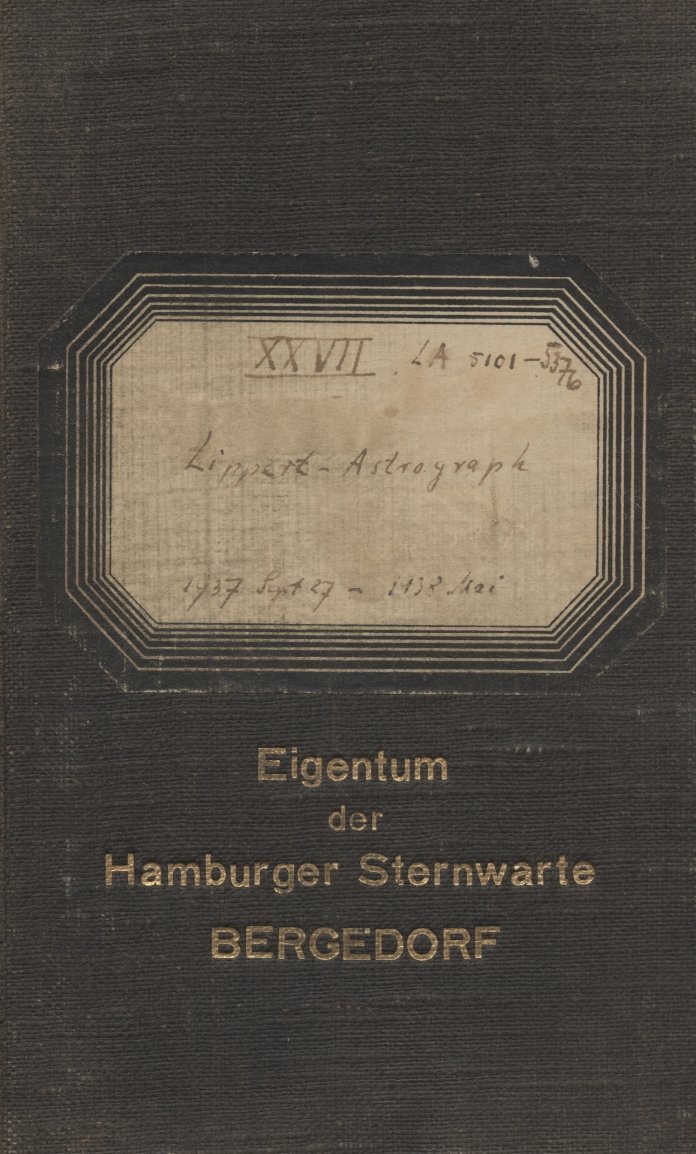 XXVII LA 5101-5376
Lippert-Astrograph
1937 Sept 27 - 1938 Mai
Eigentum
der
Hamburger Sternwarte
BERGEDORF